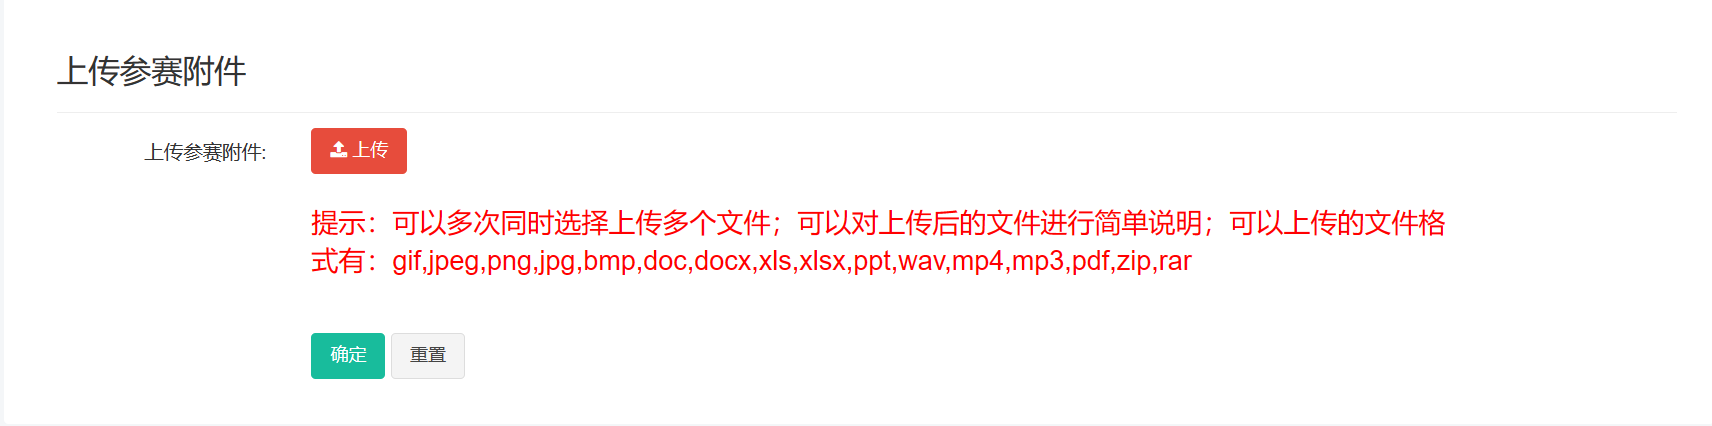 上传参赛附件
上传参赛附件: 上传
提示：可以多次同时选择上传多个文件；可以对上传后的文件进行简单说明；可以上传的文件格
式有：gif,jpeg,png,jpg,bmp,doc,docx,xls,xlsx,ppt,wav,mp4,mp3,pdf,zip,rar
确定 重置